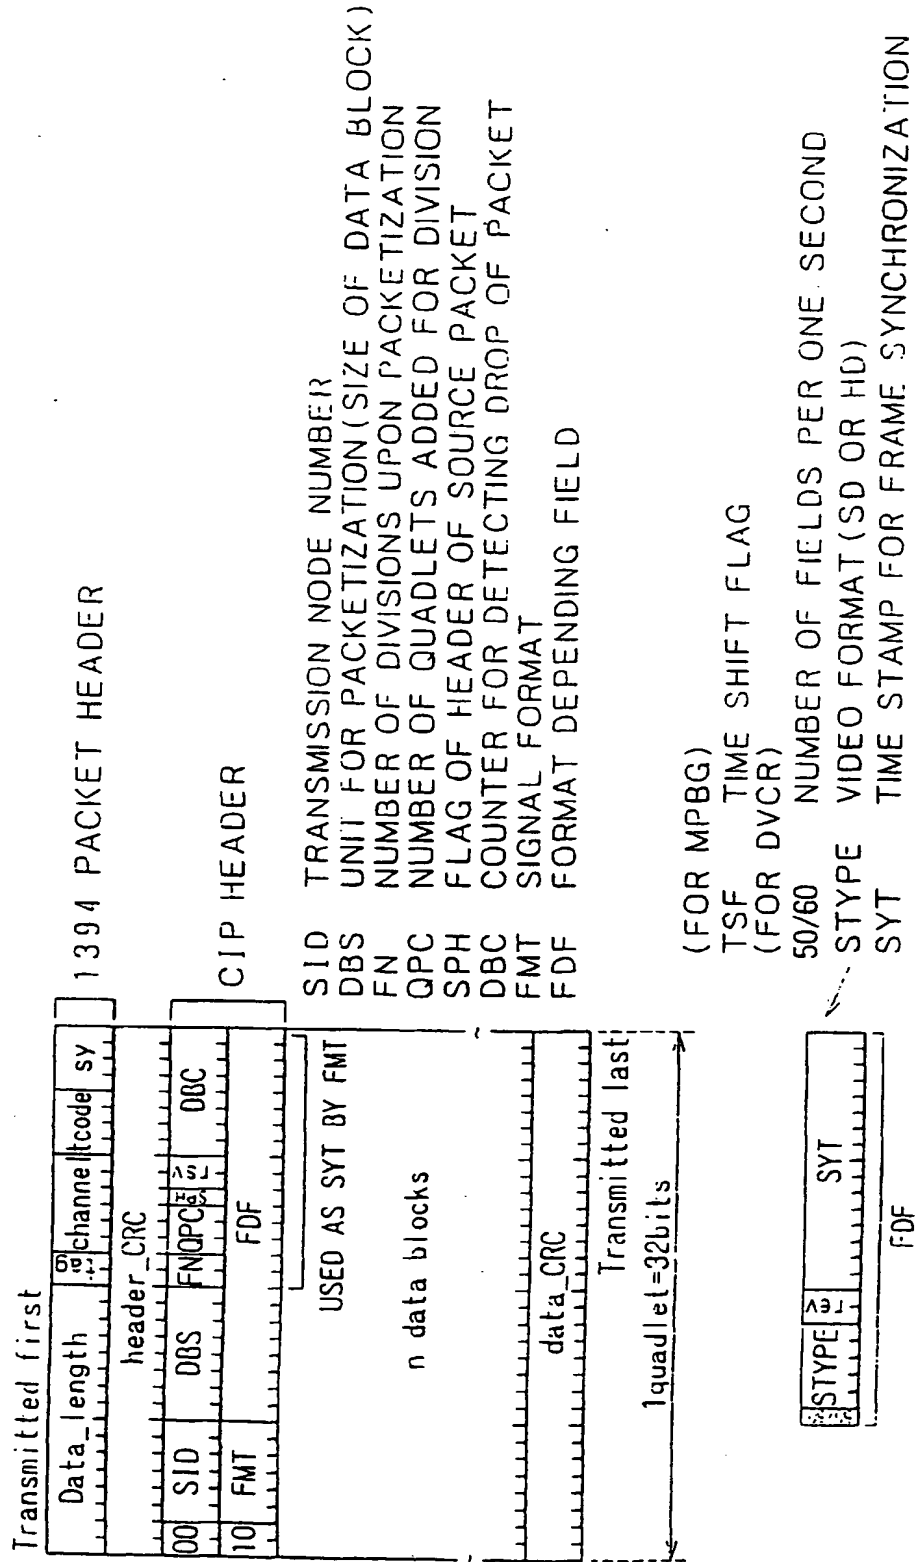 Transmitted first
Data_length tag channel tcode sy
1394 PACKET HEADER
header_CRC
00 SID DBS FN QPC SPH rsv DBC
CIP HEADER
10 FMT FDF
USED AS SYT BY FMT
n data blocks
data_CRC
Transmitted last
1quadlet=32bits
SID TRANSMISSION NODE NUMBER
DBS UNIT FOR PACKETIZATION(SIZE OF DATA BLOCK)
FN NUMBER OF DIVISIONS UPON PACKETIZATION
QPC NUMBER OF QUADLETS ADDED FOR DIVISION
SPH FLAG OF HEADER OF SOURCE PACKET
DBC COUNTER FOR DETECTING DROP OF PACKET
FMT SIGNAL FORMAT
FDF FORMAT DEPENDING FIELD
(FOR MPBG)
TSF TIME SHIFT FLAG
(FOR DVCR)
50/60 NUMBER OF FIELDS PER ONE SECOND
STYPE VIDEO FORMAT(SD OR HD)
SYT TIME STAMP FOR FRAME SYNCHRONIZATION
STYPE rev SYT
FDF